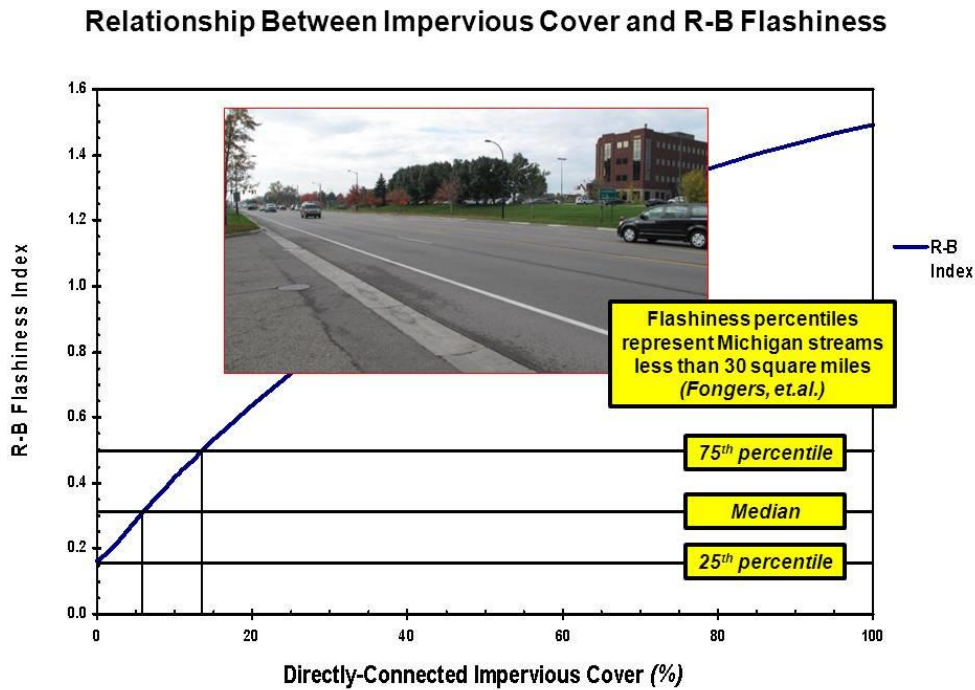 Relationship Between Impervious Cover and R-B Flashiness
1.6
1.4
1.2
1.0
0.8
0.6
0.4
0.2
0.0
R-B Flashiness Index
R-B
Index
Flashiness percentiles
represent Michigan streams
less than 30 square miles
(Fongers, et.al.)
75th percentile
Median
25th percentile
0 20 40 60 80 100
Directly-Connected Impervious Cover (%)